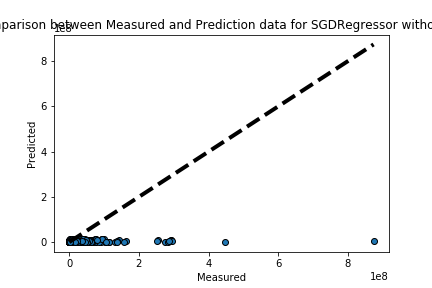 parison between Measured and Prediction data for SGDRegressor witho
1e8
8
6
4
2
0
Predicted
0 2 4 6 8
Measured
1e8